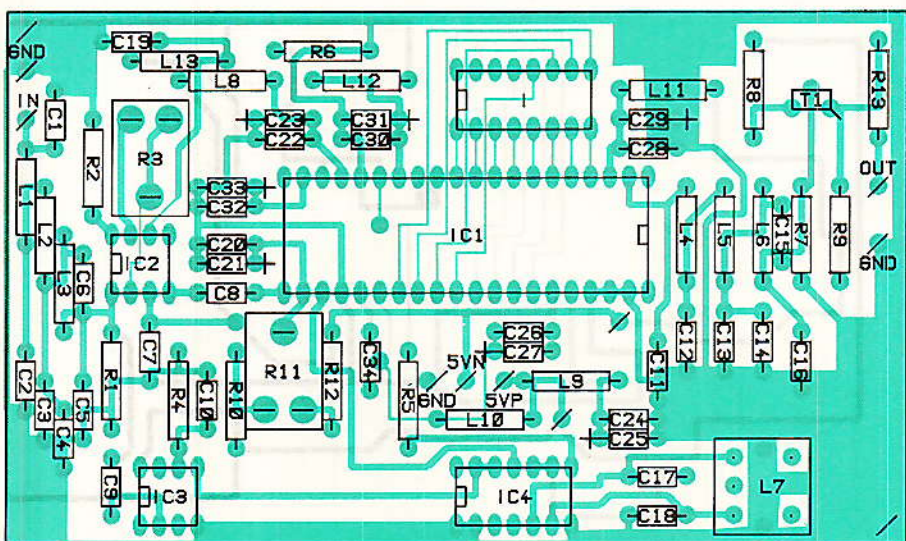 C19
R6
GND
L13
L8
L12
L11
R8
T1
R13
IN
C1
R2
R3
C23
C31
C29
C22
C30
C28
OUT
L1
L2
C33
C32
IC1
L4
L5
L6
C15
R7
R9
L3
C6
IC2
C20
C21
GND
C8
C7
R11
R12
C34
C26
C27
C12
C13
C14
C16
C2
R1
R4
C10
R10
R5
5VN
GND
5VP
L9
C111
C3
C5
C4
L10
C24
C25
C9
IC3
IC4
C17
C18
L7